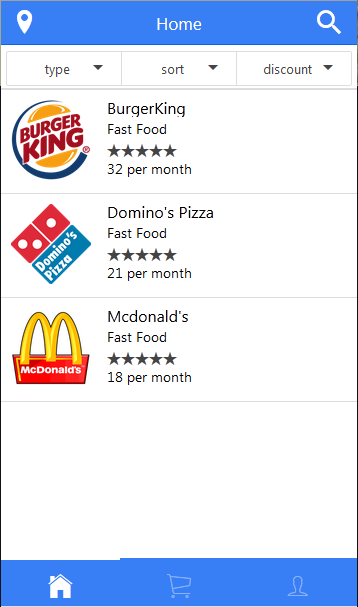 Home
type sort discount
BURGER
KING
®
BurgerKing
Fast Food
★★★★★
32 per month
Domino's
Pizza
Domino's Pizza
Fast Food
★★★★★
21 per month
McDonald's
Mcdonald's
Fast Food
★★★★★
18 per month